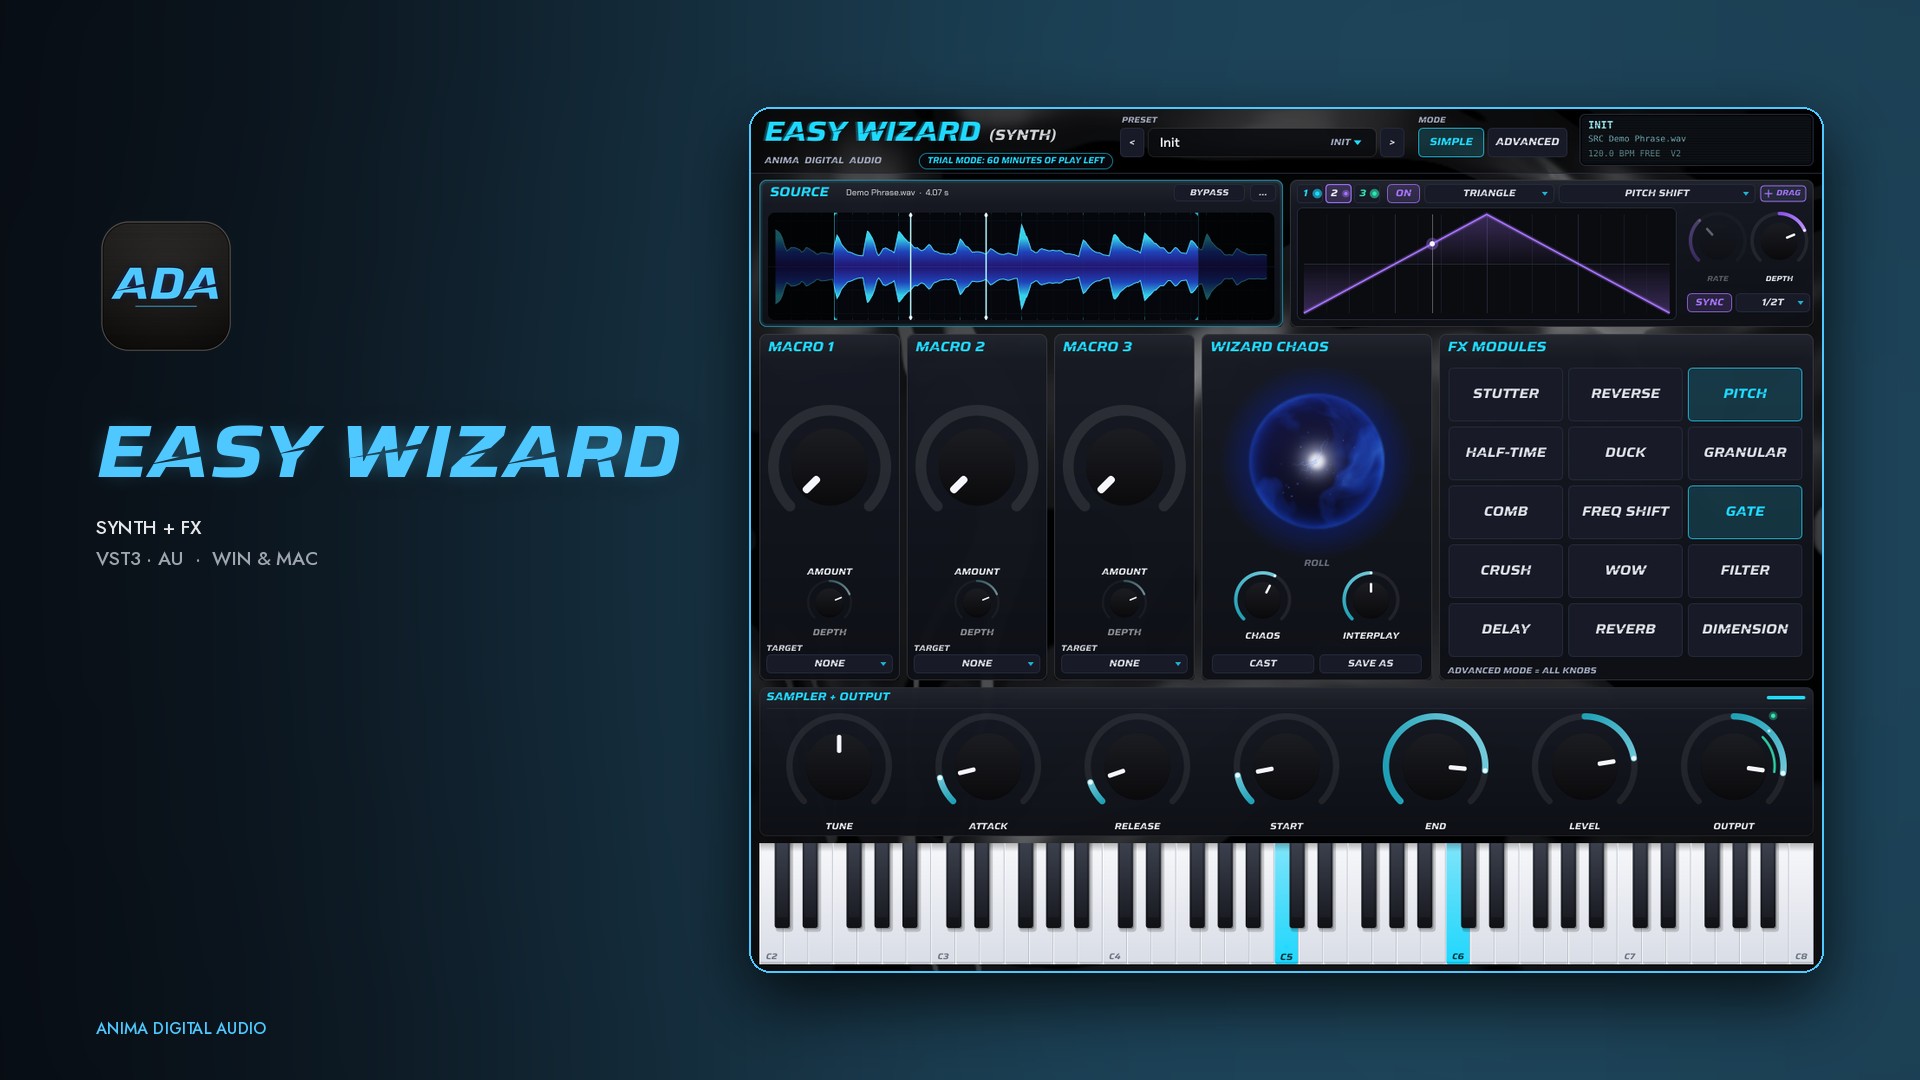 ADA
EASY WIZARD
SYNTH + FX
VST3 · AU · WIN & MAC
ANIMA DIGITAL AUDIO
EASY WIZARD (SYNTH)
ANIMA DIGITAL AUDIO
TRIAL MODE: 60 MINUTES OF PLAY LEFT
PRESET
< Init INIT >
MODE
SIMPLE ADVANCED
INIT
SRC Demo Phrase.wav
120.0 BPM FREE V2
SOURCE Demo Phrase.wav · 4.07 s BYPASS ...
1 2 3 ON TRIANGLE PITCH SHIFT + DRAG
RATE DEPTH
SYNC 1/2T
MACRO 1
AMOUNT
DEPTH
TARGET
NONE
MACRO 2
AMOUNT
DEPTH
TARGET
NONE
MACRO 3
AMOUNT
DEPTH
TARGET
NONE
WIZARD CHAOS
ROLL
CHAOS INTERPLAY
CAST SAVE AS
FX MODULES
STUTTER REVERSE PITCH
HALF-TIME DUCK GRANULAR
COMB FREQ SHIFT GATE
CRUSH WOW FILTER
DELAY REVERB DIMENSION
ADVANCED MODE = ALL KNOBS
SAMPLER + OUTPUT
TUNE ATTACK RELEASE START END LEVEL OUTPUT
C2 C3 C4 C5 C6 C7 C8